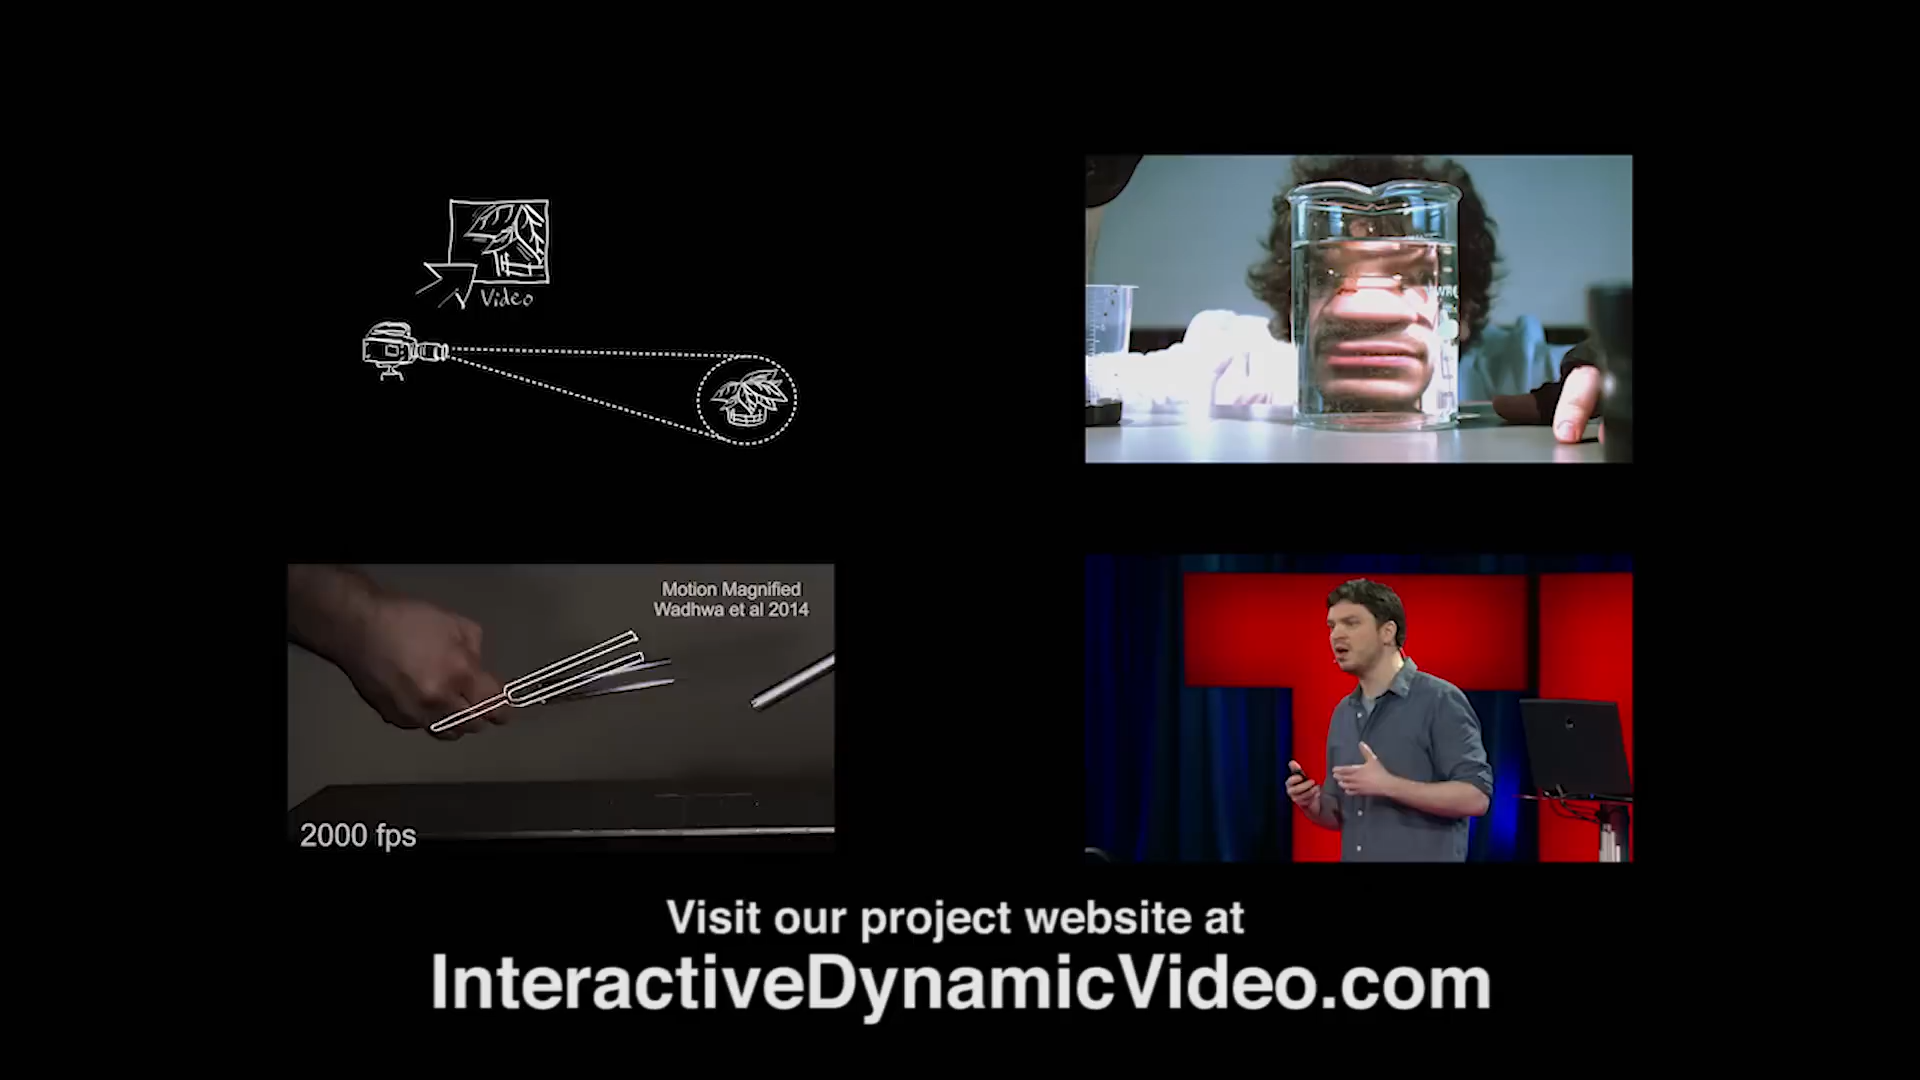 Video
Motion Magnified
Wadhwa et al 2014
2000 fps
Visit our project website at
InteractiveDynamicVideo.com